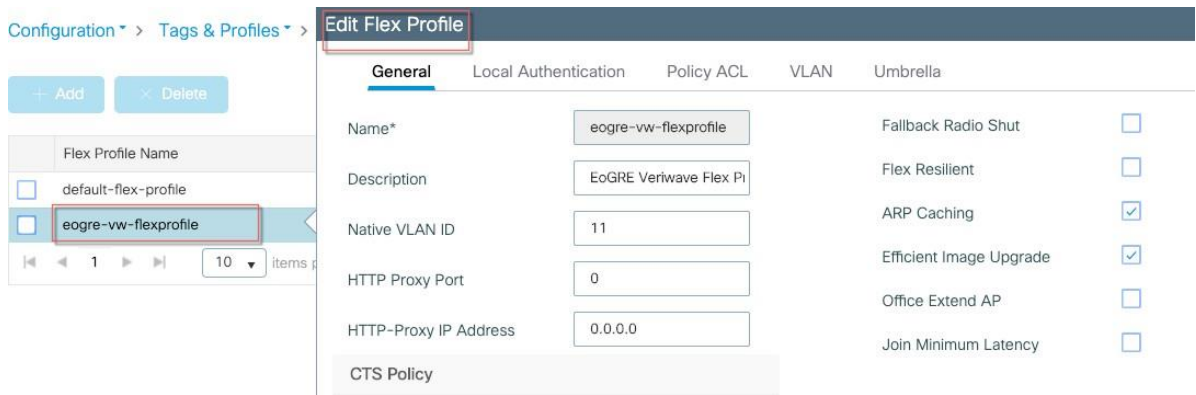 Configuration > Tags & Profiles >
+ Add
× Delete
Flex Profile Name
default-flex-profile
eogre-vw-flexprofile
1
10
items
Edit Flex Profile
General
Local Authentication
Policy ACL
VLAN
Umbrella
Name*
eogre-vw-flexprofile
Description
EoGRE Veriwave Flex
Native VLAN ID
11
HTTP Proxy Port
0
HTTP-Proxy IP Address
0.0.0.0
CTS Policy
Fallback Radio Shut
Flex Resilient
ARP Caching
Efficient Image Upgrade
Office Extend AP
Join Minimum Latency